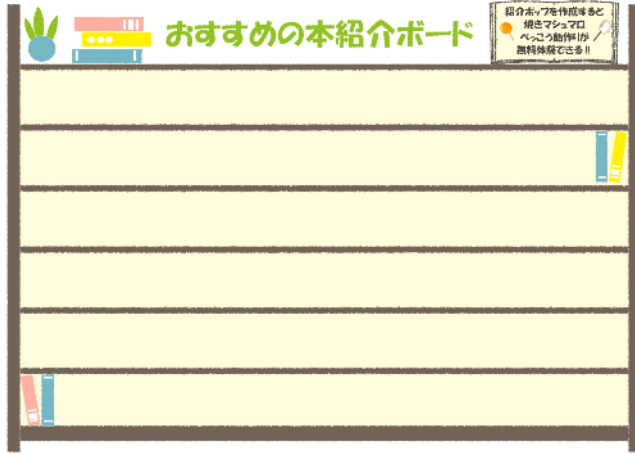 おすすめの本紹介ボード
紹介ポップを作成すると
焼きマシュマロ
べっこう飴作りが
無料体験できる!!